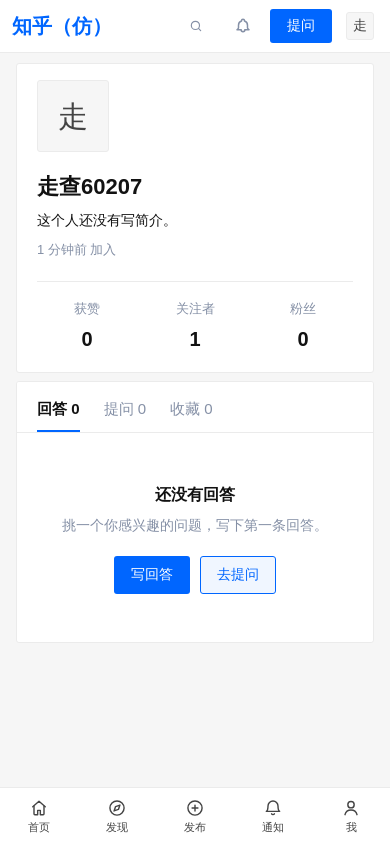 知乎（仿） 提问 走
走
走查60207
这个人还没有写简介。
1 分钟前 加入
获赞 关注者 粉丝
0 1 0
回答 0 提问 0 收藏 0
还没有回答
挑一个你感兴趣的问题，写下第一条回答。
写回答 去提问
首页 发现 发布 通知 我